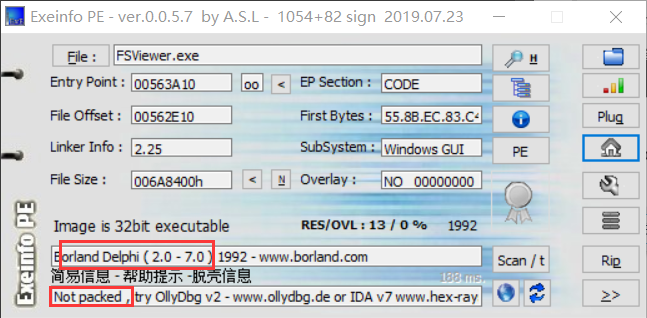 Exeinfo PE - ver.0.0.5.7 by A.S.L - 1054+82 sign 2019.07.23
File : FSViewer.exe H
Entry Point : 00563A10 oo < EP Section : CODE
File Offset : 00562E10 First Bytes : 55.8B.EC.83.C4 Plug
Linker Info : 2.25 SubSystem : Windows GUI PE
File Size : 006A8400h < N Overlay : NO 00000000
Image is 32bit executable RES/OVL : 13 / 0 % 1992
Borland Delphi ( 2.0 - 7.0 ) 1992 - www.borland.com Scan / t Rip
简易信息 - 帮助提示 -脱壳信息 188 ms.
Not packed , try OllyDbg v2 - www.ollydbg.de or IDA v7 www.hex-ray >>
Exeinfo PE